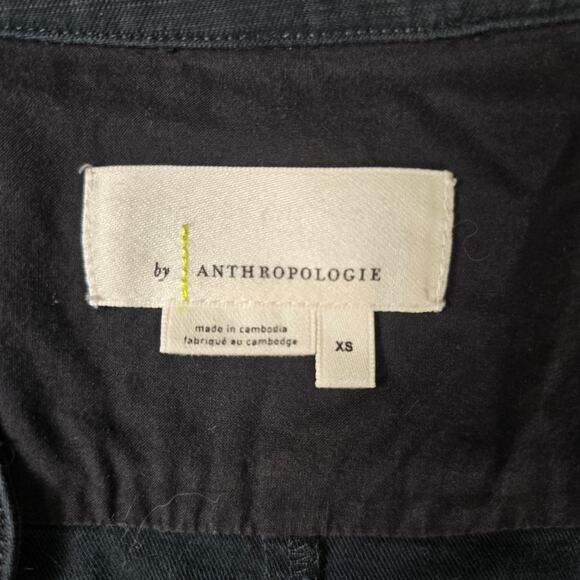 by ANTHROPOLOGIE
made in cambodia
fabriqué au cambodge
XS